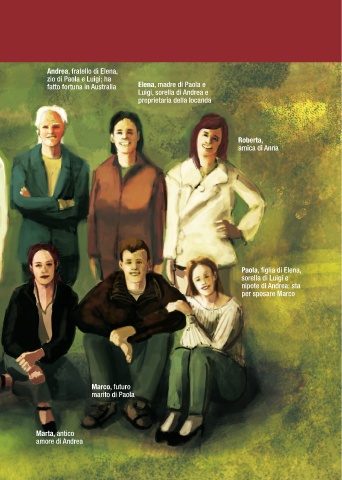 Andrea, fratello di Elena,
zio di Paola e Luigi; ha
fatto fortuna in Australia
Elena, madre di Paola e
Luigi, sorella di Andrea e
proprietaria della locanda
Roberta,
amica di Anna
Paola, figlia di Elena,
sorella di Luigi e
nipote di Andrea; sta
per sposare Marco
Marco, futuro
marito di Paola
Marta, antico
amore di Andrea